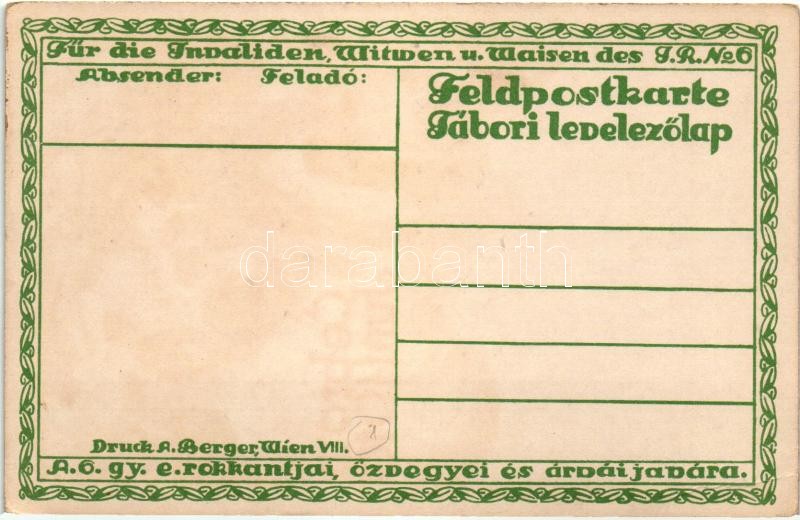 Für die Invaliden, Witwen u. Waisen des I.R. №6
Absender: Feladó:
Feldpostkarte
Tábori levelezőlap
darabanth
Druck A. Berger, Wien VIII.
A. 6. gy. e. rokkantjai, özvegyei és árvái javára.